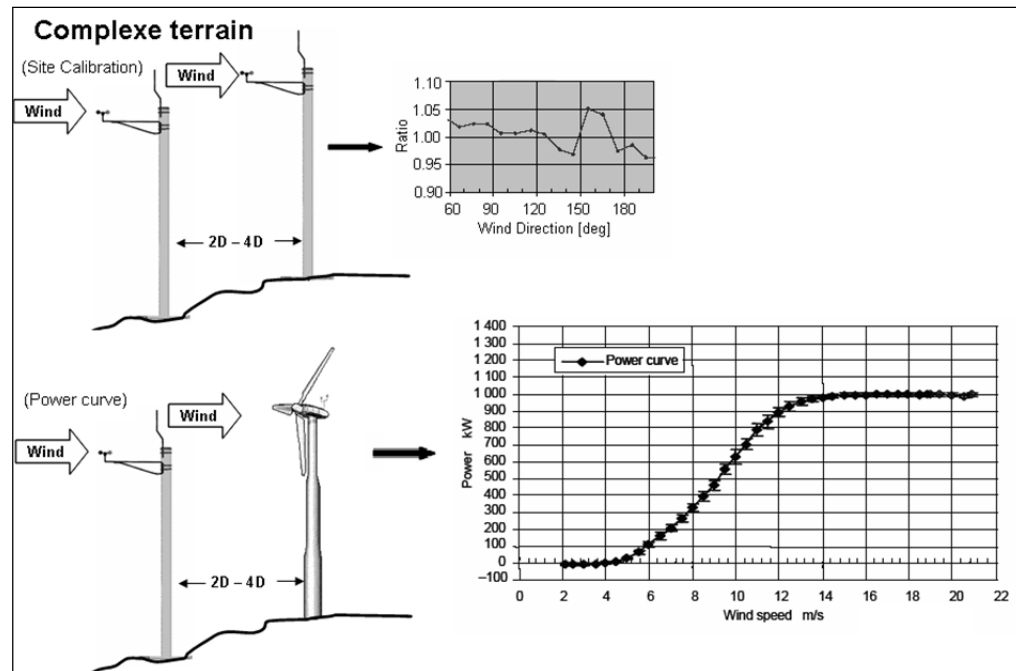 Complexe terrain
(Site Calibration)
Wind
Wind
2D – 4D
1.10
1.05
1.00
0.95
0.90
Ratio
60 90 120 150 180
Wind Direction [deg]
(Power curve)
Wind
Wind
2D – 4D
1 400
1 300
1 200
1 100
1 000
900
800
700
600
500
400
300
200
100
0
–100
Power kW
Power curve
0 2 4 6 8 10 12 14 16 18 20 22
Wind speed m/s